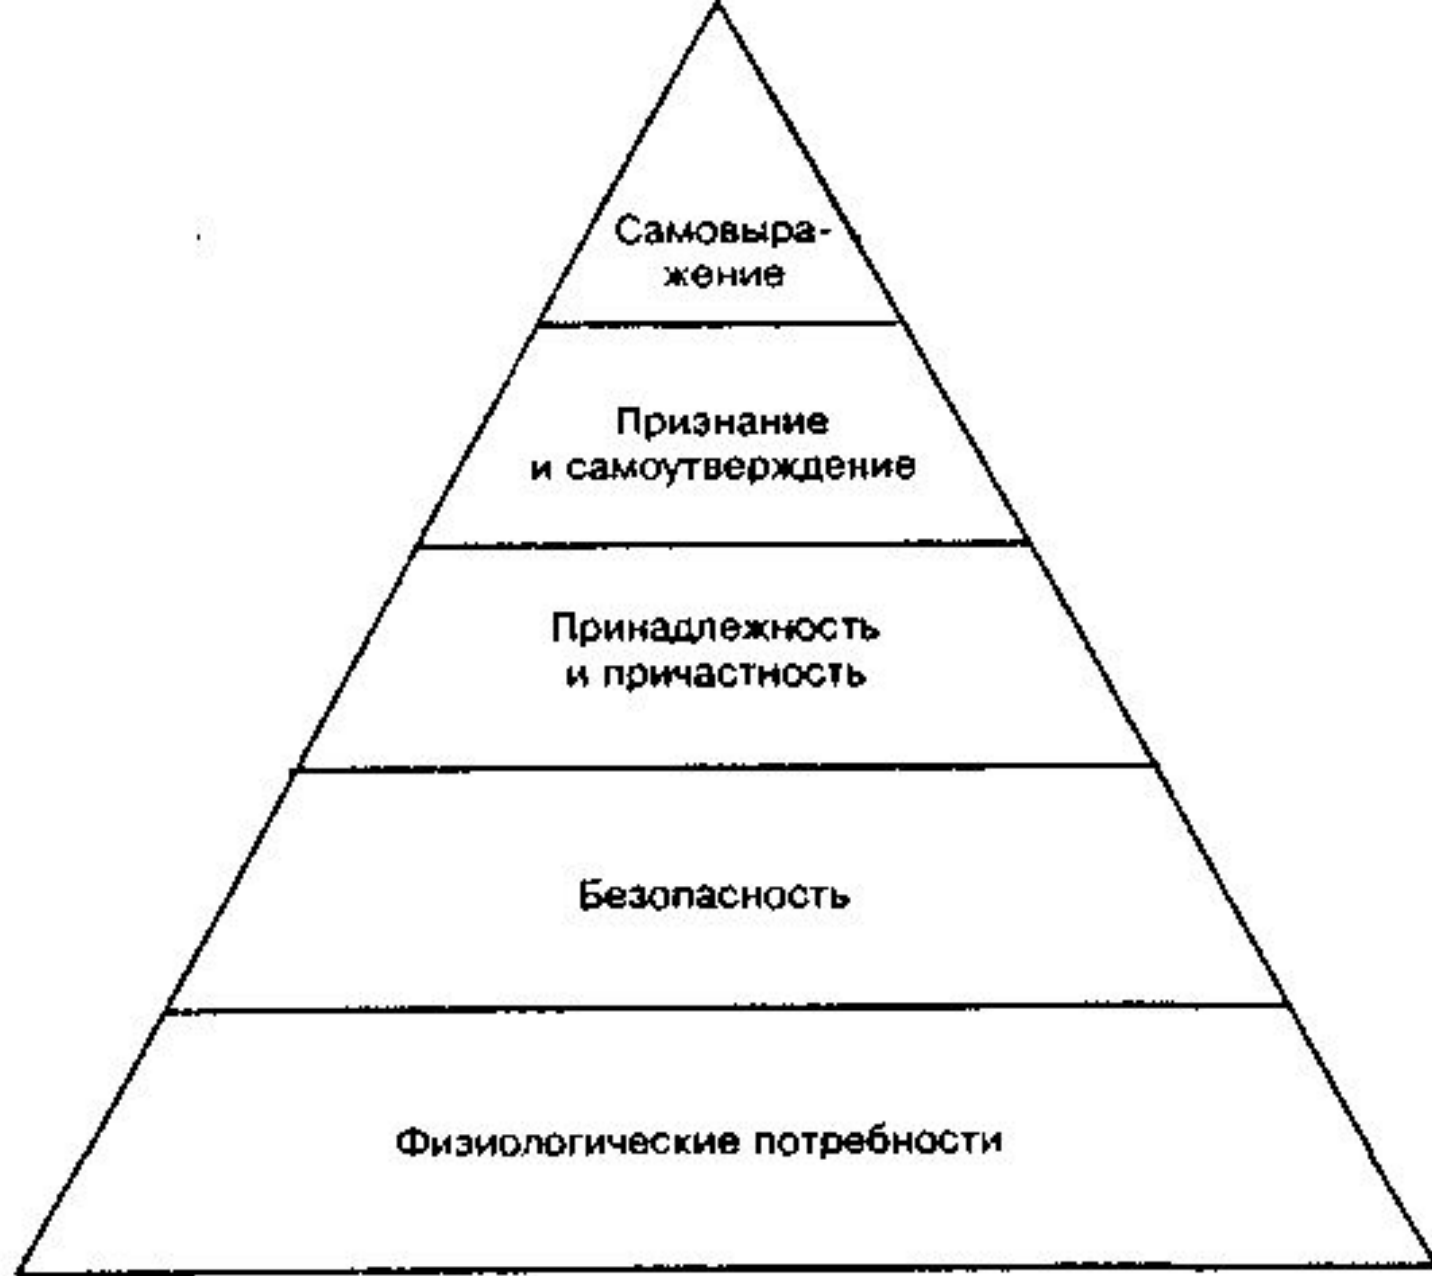 Самовыра-
жение
Признание
и самоутверждение
Принадлежность
и причастность
Безопасность
Физиологические потребности